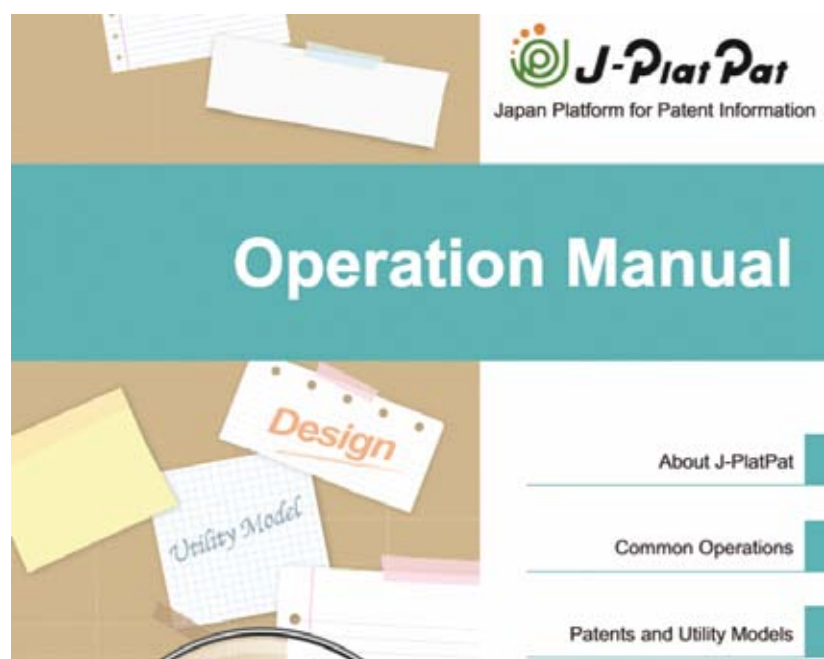 J-PlatPat
Japan Platform for Patent Information
Operation Manual
Design
Utility Model
About J-PlatPat
Common Operations
Patents and Utility Models